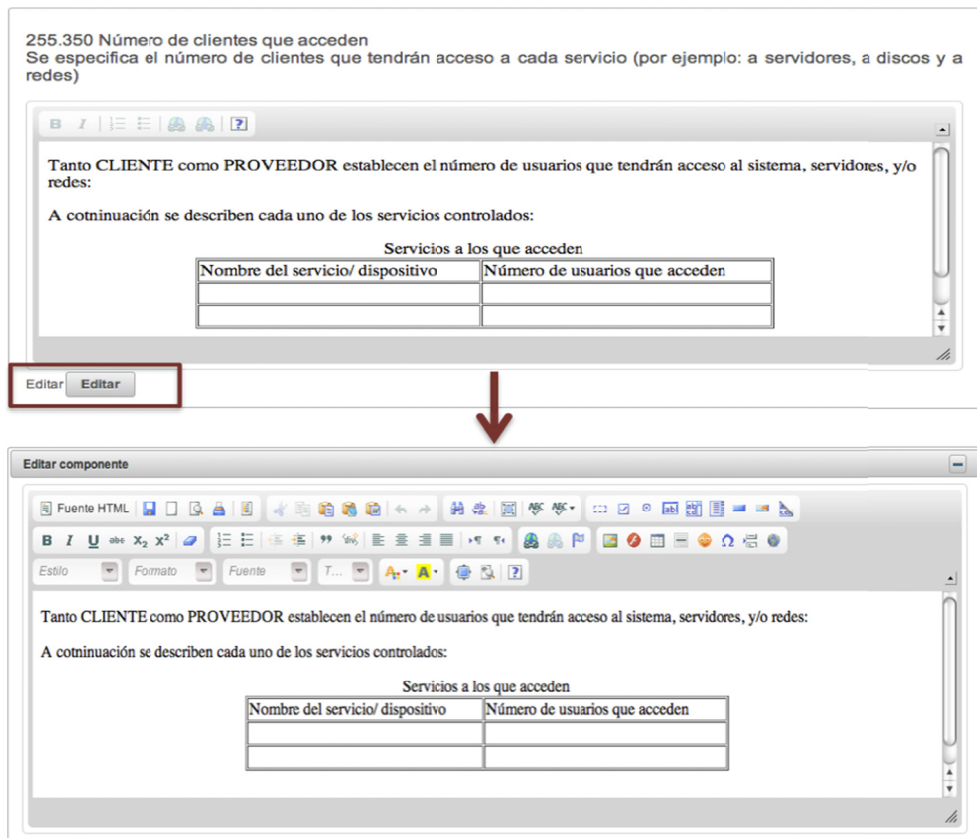 255.350 Número de clientes que acceden
Se especifica el número de clientes que tendrán acceso a cada servicio (por ejemplo: a servidores, a discos y a
redes)
B I
Tanto CLIENTE como PROVEEDOR establecen el número de usuarios que tendrán acceso al sistema, servidores, y/o
redes:
A cotninuación se describen cada uno de los servicios controlados:
Servicios a los que acceden
Nombre del servicio/ dispositivo Número de usuarios que acceden
Editar Editar
Editar componente
Fuente HTML
B I U abc X₂ X²
Estilo Formato Fuente T...
Tanto CLIENTE como PROVEEDOR establecen el número de usuarios que tendrán acceso al sistema, servidores, y/o redes:
A cotninuación se describen cada uno de los servicios controlados:
Servicios a los que acceden
Nombre del servicio/ dispositivo Número de usuarios que acceden